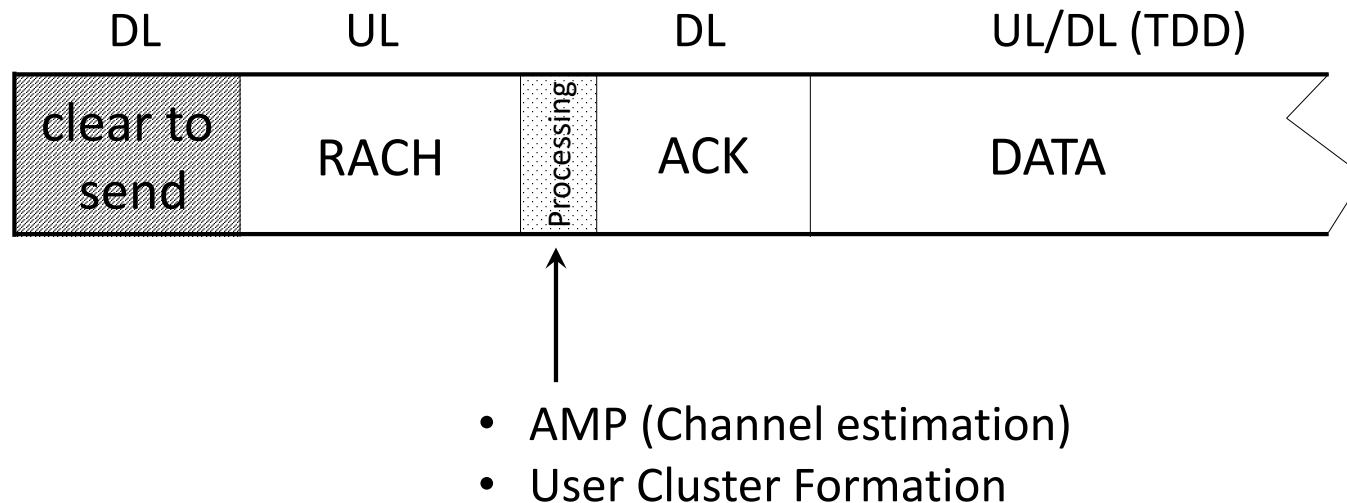 DL UL DL UL/DL (TDD)
clear to
send
RACH
Processing
ACK
DATA
• AMP (Channel estimation)
• User Cluster Formation